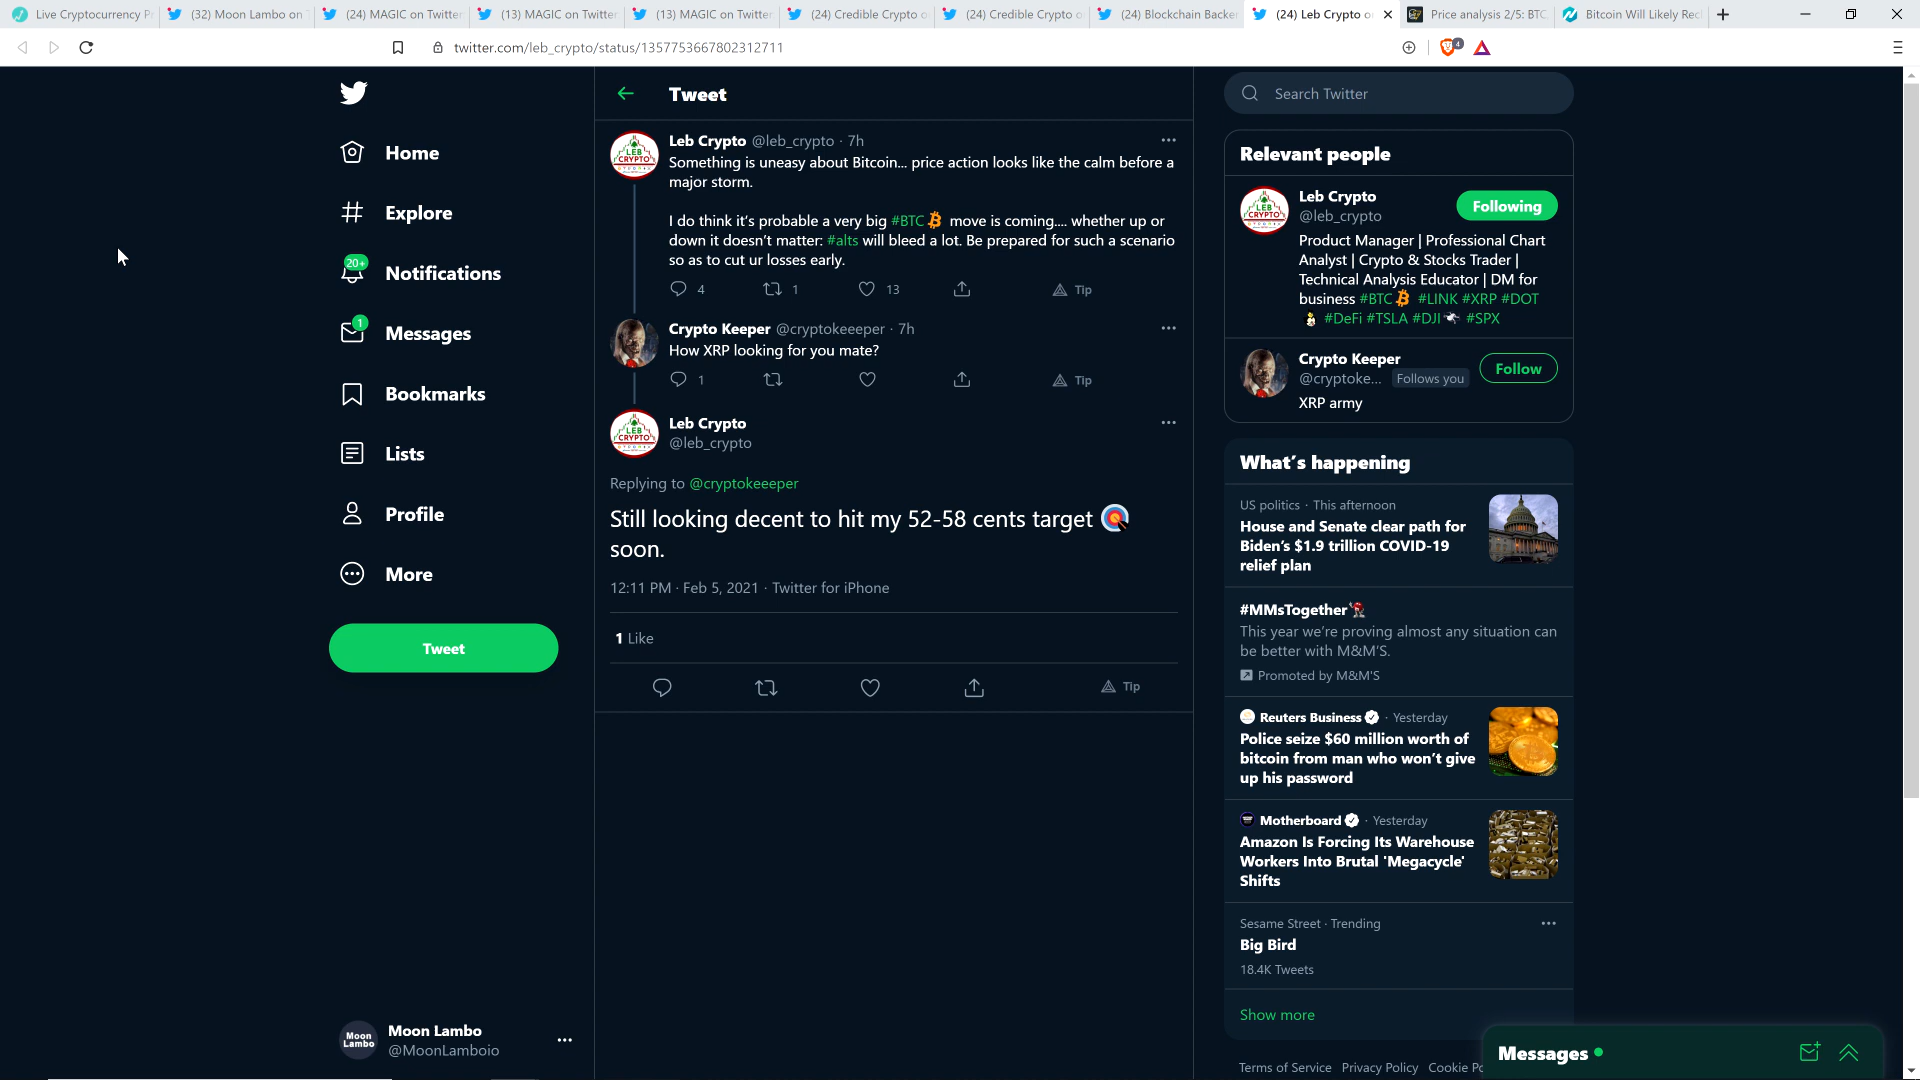 Live Cryptocurrency P
(32) Moon Lambo on T
(24) MAGIC on Twitter
(13) MAGIC on Twitter
(13) MAGIC on Twitter
(24) Credible Crypto o
(24) Credible Crypto o
(24) Blockchain Backer
(24) Leb Crypto o
Price analysis 2/5: BTC,
Bitcoin Will Likely Rec
twitter.com/leb_crypto/status/1357753667802312711
4
Home
Explore
20+
Notifications
1
Messages
Bookmarks
Lists
Profile
More
Tweet
Moon Lambo
Moon Lambo
@MoonLamboio
Tweet
LEB CRYPTO
Leb Crypto @leb_crypto · 7h
Something is uneasy about Bitcoin... price action looks like the calm before a
major storm.
I do think it's probable a very big #BTC move is coming.... whether up or
down it doesn't matter: #alts will bleed a lot. Be prepared for such a scenario
so as to cut ur losses early.
4 1 13 Tip
Crypto Keeper @cryptokeeeper · 7h
How XRP looking for you mate?
1 Tip
LEB CRYPTO
Leb Crypto
@leb_crypto
Replying to @cryptokeeeper
Still looking decent to hit my 52-58 cents target
soon.
12:11 PM · Feb 5, 2021 · Twitter for iPhone
1 Like
Tip
Search Twitter
Relevant people
LEB CRYPTO
Leb Crypto
@leb_crypto
Following
Product Manager | Professional Chart
Analyst | Crypto & Stocks Trader |
Technical Analysis Educator | DM for
business #BTC #LINK #XRP #DOT
#DeFi #TSLA #DJI #SPX
Crypto Keeper
@cryptoke... Follows you
Follow
XRP army
What's happening
US politics · This afternoon
House and Senate clear path for
Biden's $1.9 trillion COVID-19
relief plan
#MMsTogether
This year we're proving almost any situation can
be better with M&M'S.
Promoted by M&M'S
Reuters Business · Yesterday
Police seize $60 million worth of
bitcoin from man who won't give
up his password
Motherboard · Yesterday
Amazon Is Forcing Its Warehouse
Workers Into Brutal 'Megacycle'
Shifts
Sesame Street · Trending
Big Bird
18.4K Tweets
Show more
Terms of Service Privacy Policy Cookie Po
Messages